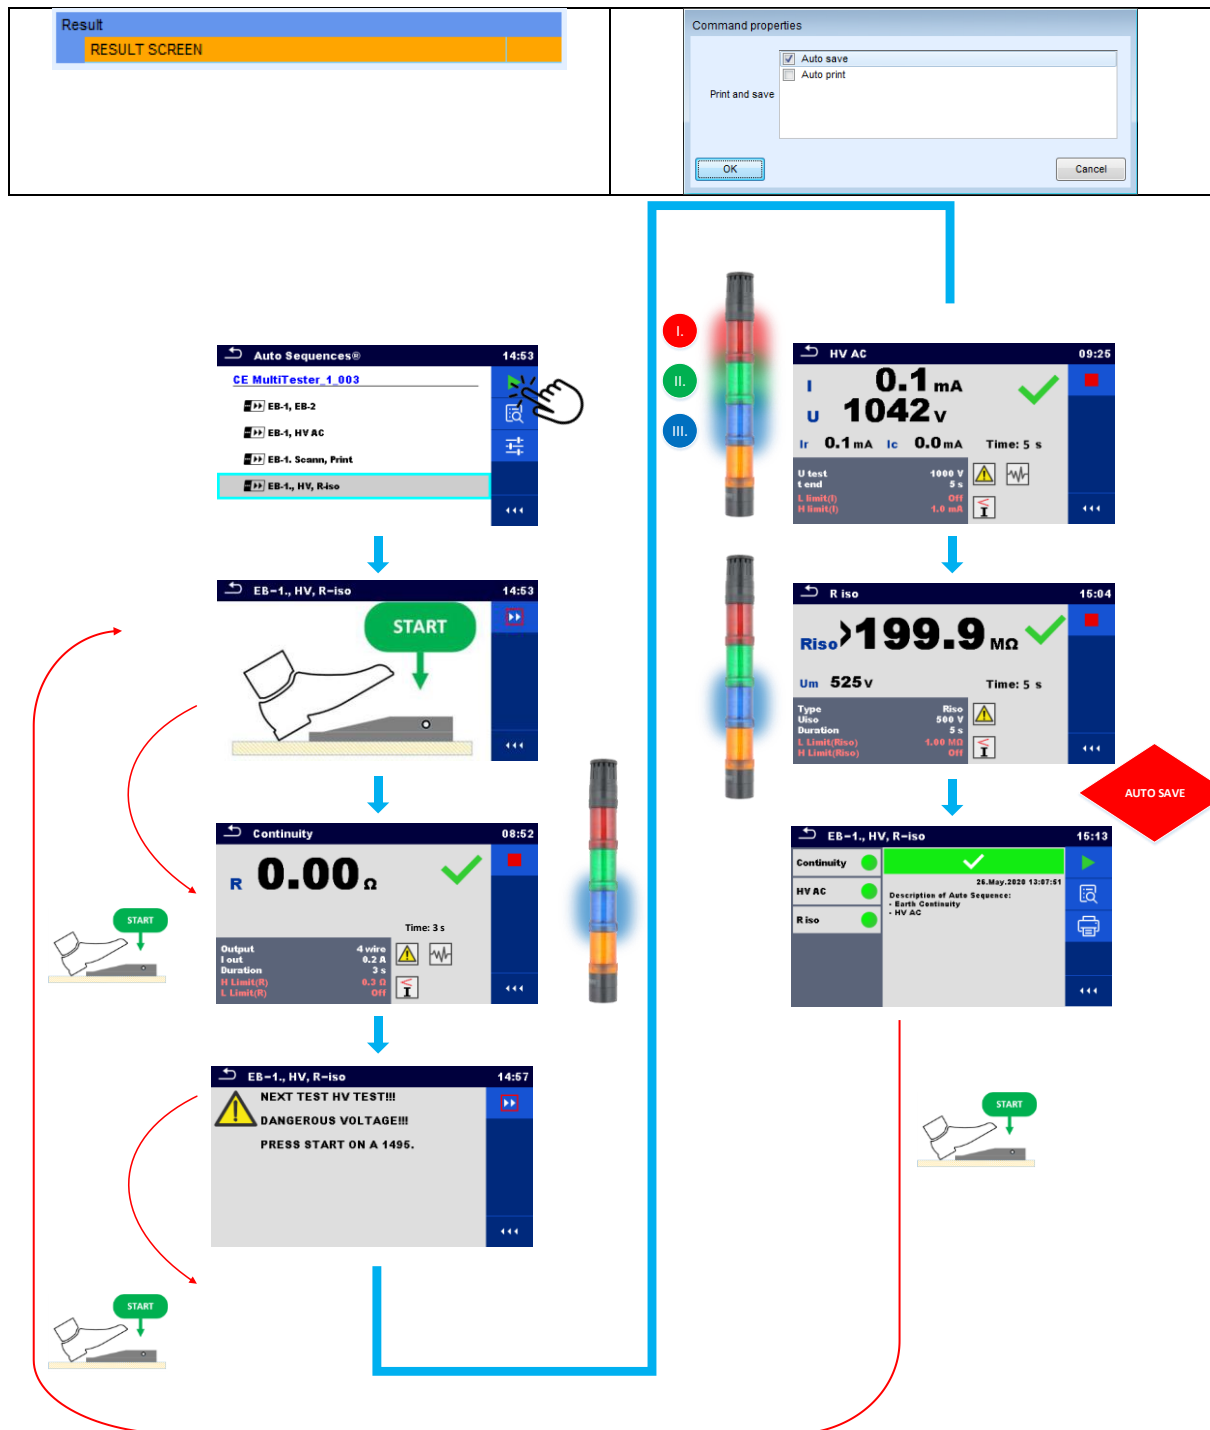 Result
RESULT SCREEN
Command properties
Auto save
Auto print
Print and save
OK
Cancel
Auto Sequences®
14:53
CE MultiTester_1_003
EB-1, EB-2
EB-1, HV AC
EB-1. Scann, Print
EB-1., HV, R-iso
EB-1., HV, R-iso
14:53
START
Continuity
08:52
R 0.00 Ω
Time: 3 s
Output 4 wire
I out 0.2 A
Duration 3 s
H Limit(R) 0.3 Ω
L Limit(R) Off
START
EB-1., HV, R-iso
14:57
NEXT TEST HV TEST!!!
DANGEROUS VOLTAGE!!!
PRESS START ON A 1495.
START
I.
II.
III.
HV AC
09:25
I 0.1 mA
U 1042 V
Ir 0.1 mA Ic 0.0 mA Time: 5 s
U test 1000 V
t end 5 s
L limit(I) Off
H limit(I) 1.0 mA
R iso
15:04
Riso >199.9 MΩ
Um 525 V Time: 5 s
Type Riso
Uiso 500 V
Duration 5 s
L Limit(Riso) 1.00 MΩ
H Limit(Riso) Off
AUTO SAVE
EB-1., HV, R-iso
15:13
Continuity
HV AC
R iso
26.May.2020 13:07:51
Description of Auto Sequence:
- Earth Continuity
- HV AC
START